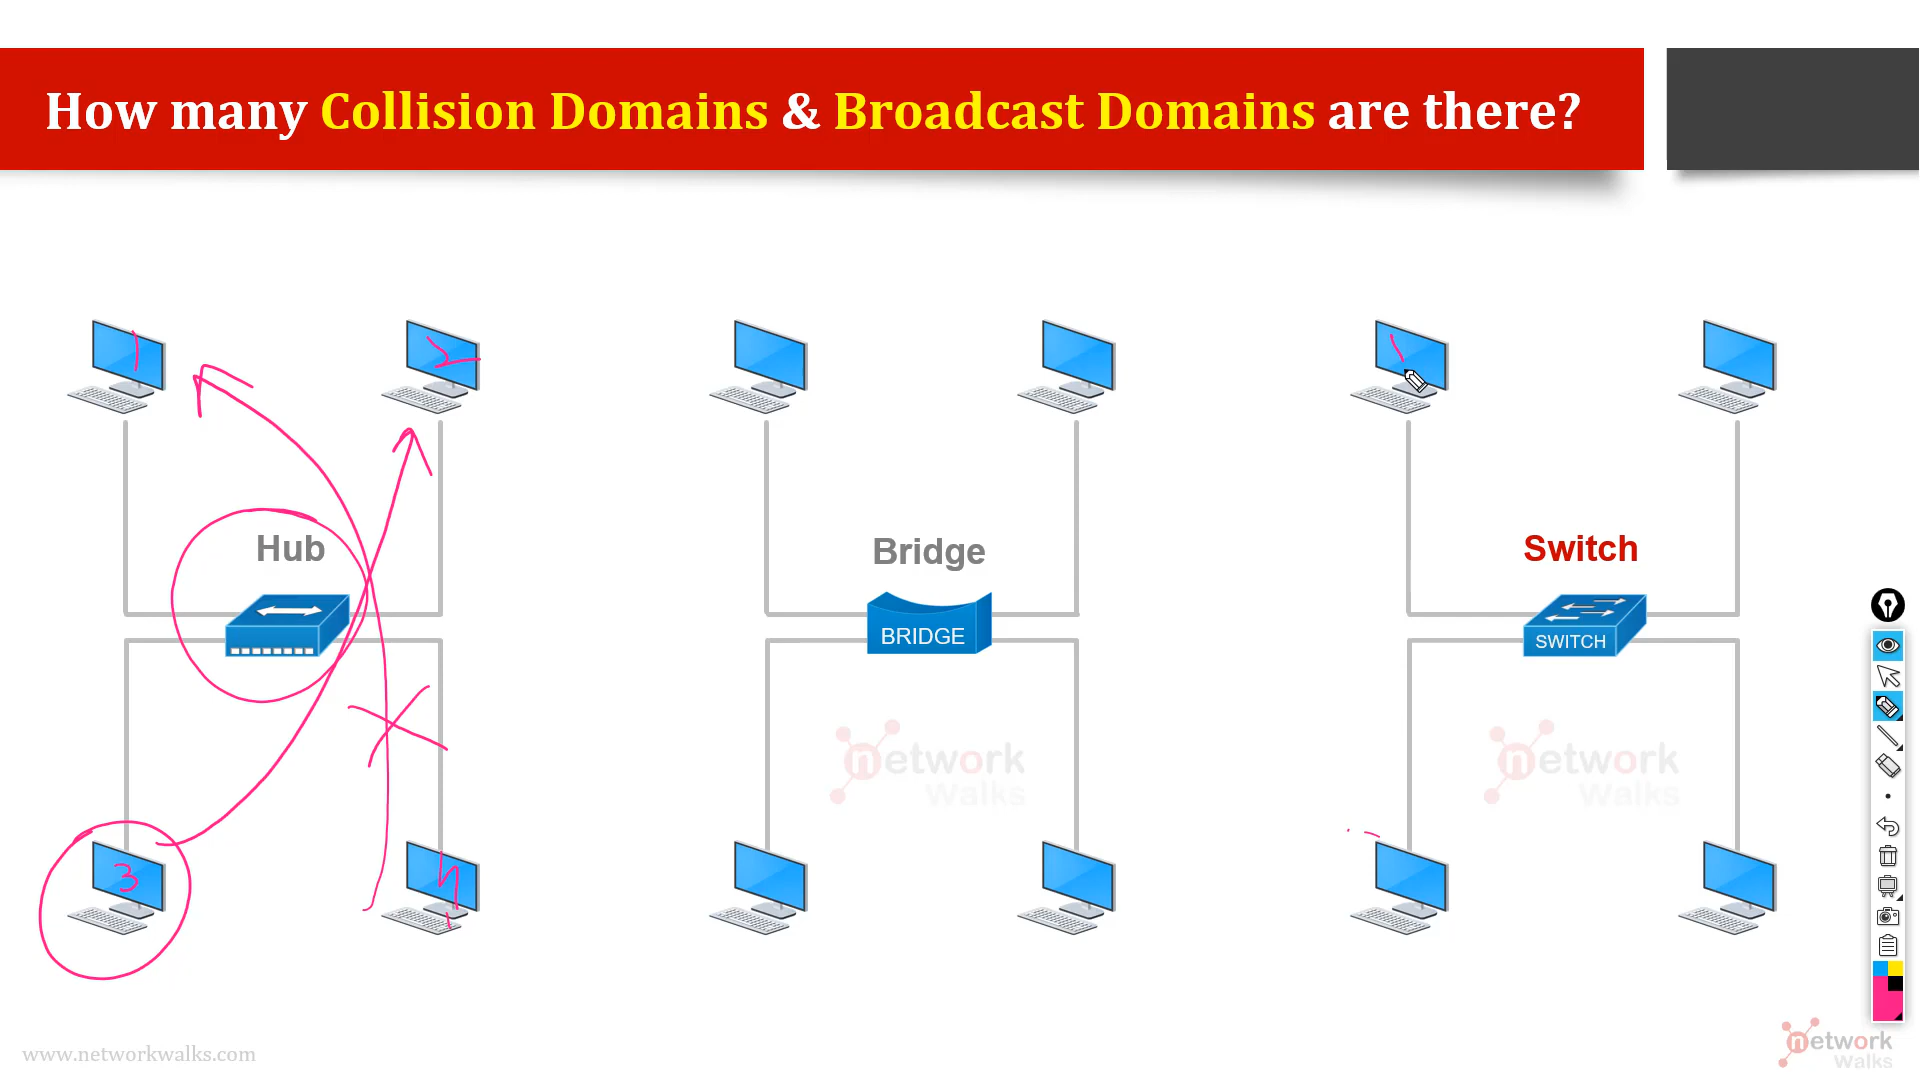 How many Collision Domains & Broadcast Domains are there?
1
2
Hub
Bridge
Switch
BRIDGE
SWITCH
network
Walks
network
Walks
3
4
www.networkwalks.com
network
Walks